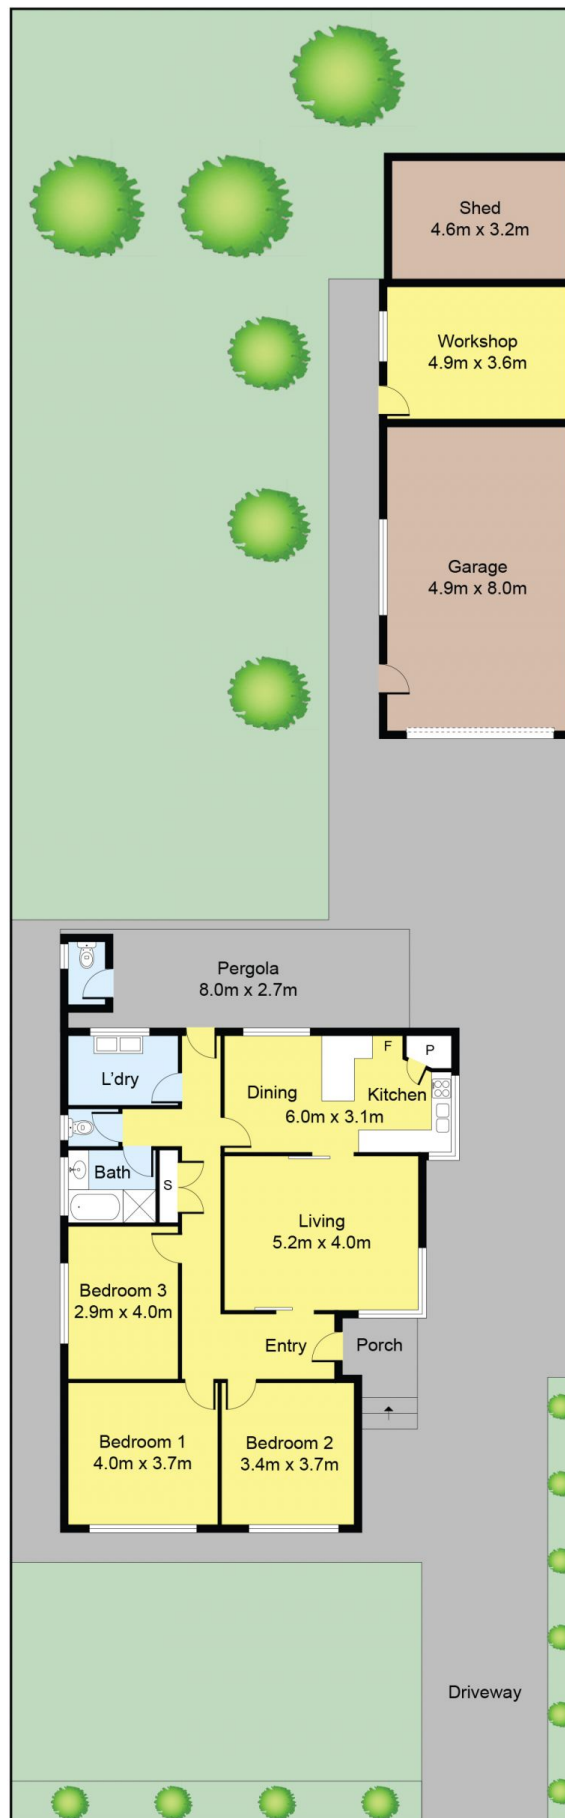 Shed
4.6m x 3.2m
Workshop
4.9m x 3.6m
Garage
4.9m x 8.0m
Pergola
8.0m x 2.7m
F
P
L'dry
Dining
Kitchen
6.0m x 3.1m
Bath
S
Living
5.2m x 4.0m
Bedroom 3
2.9m x 4.0m
Entry
Porch
Bedroom 1
4.0m x 3.7m
Bedroom 2
3.4m x 3.7m
Driveway